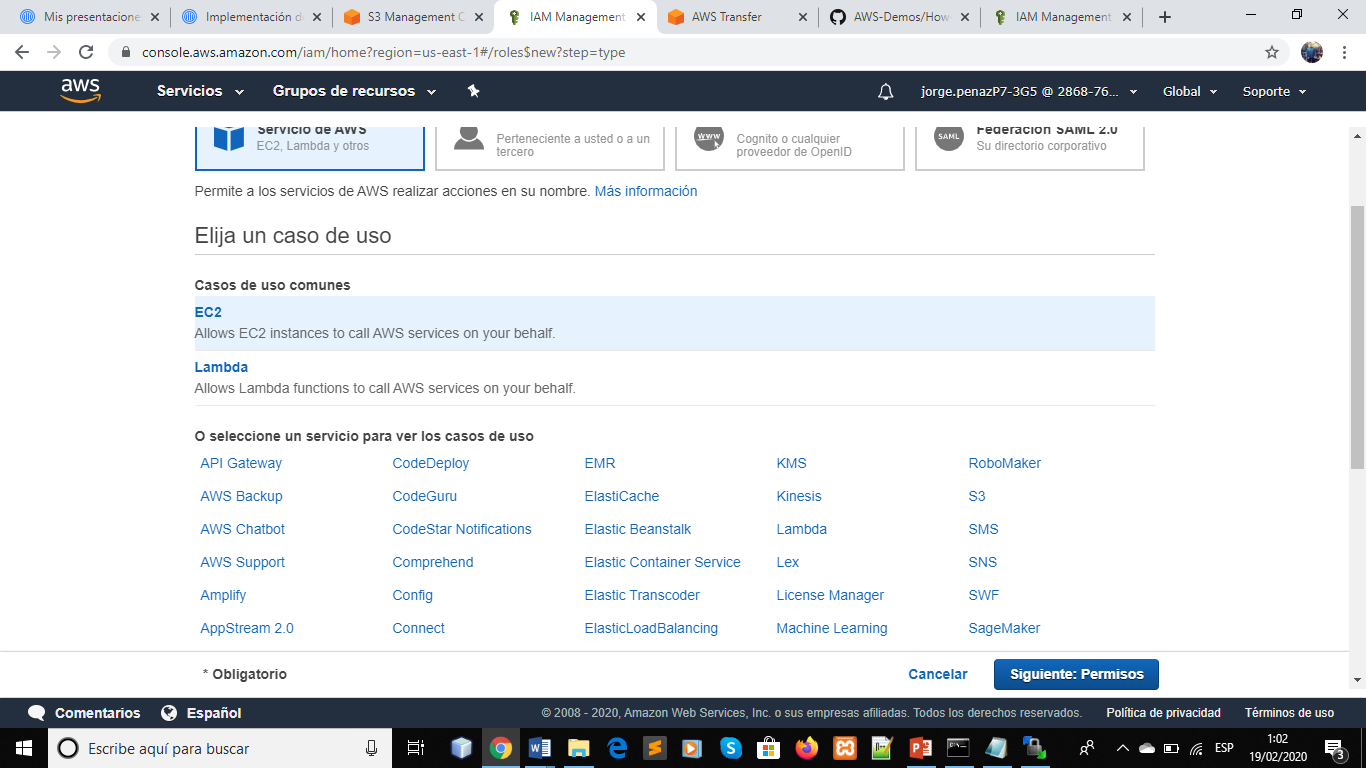 Mis presentacione
Implementación d
S3 Management C
IAM Management
AWS Transfer
AWS-Demos/How
IAM Management
console.aws.amazon.com/iam/home?region=us-east-1#/roles$new?step=type
aws
Servicios
Grupos de recursos
jorge.penazP7-3G5 @ 2868-76...
Global
Soporte
Servicio de AWS
EC2, Lambda y otros
Perteneciente a usted o a un
tercero
WWW
Cognito o cualquier
proveedor de OpenID
SAML
Federación SAML 2.0
Su directorio corporativo
Permite a los servicios de AWS realizar acciones en su nombre. Más información
Elija un caso de uso
Casos de uso comunes
EC2
Allows EC2 instances to call AWS services on your behalf.
Lambda
Allows Lambda functions to call AWS services on your behalf.
O seleccione un servicio para ver los casos de uso
API Gateway CodeDeploy EMR KMS RoboMaker
AWS Backup CodeGuru ElastiCache Kinesis S3
AWS Chatbot CodeStar Notifications Elastic Beanstalk Lambda SMS
AWS Support Comprehend Elastic Container Service Lex SNS
Amplify Config Elastic Transcoder License Manager SWF
AppStream 2.0 Connect ElasticLoadBalancing Machine Learning SageMaker
* Obligatorio
Cancelar
Siguiente: Permisos
Comentarios
Español
© 2008 - 2020, Amazon Web Services, Inc. o sus empresas afiliadas. Todos los derechos reservados.
Política de privacidad
Términos de uso
Escribe aquí para buscar
ESP
1:02
19/02/2020
3